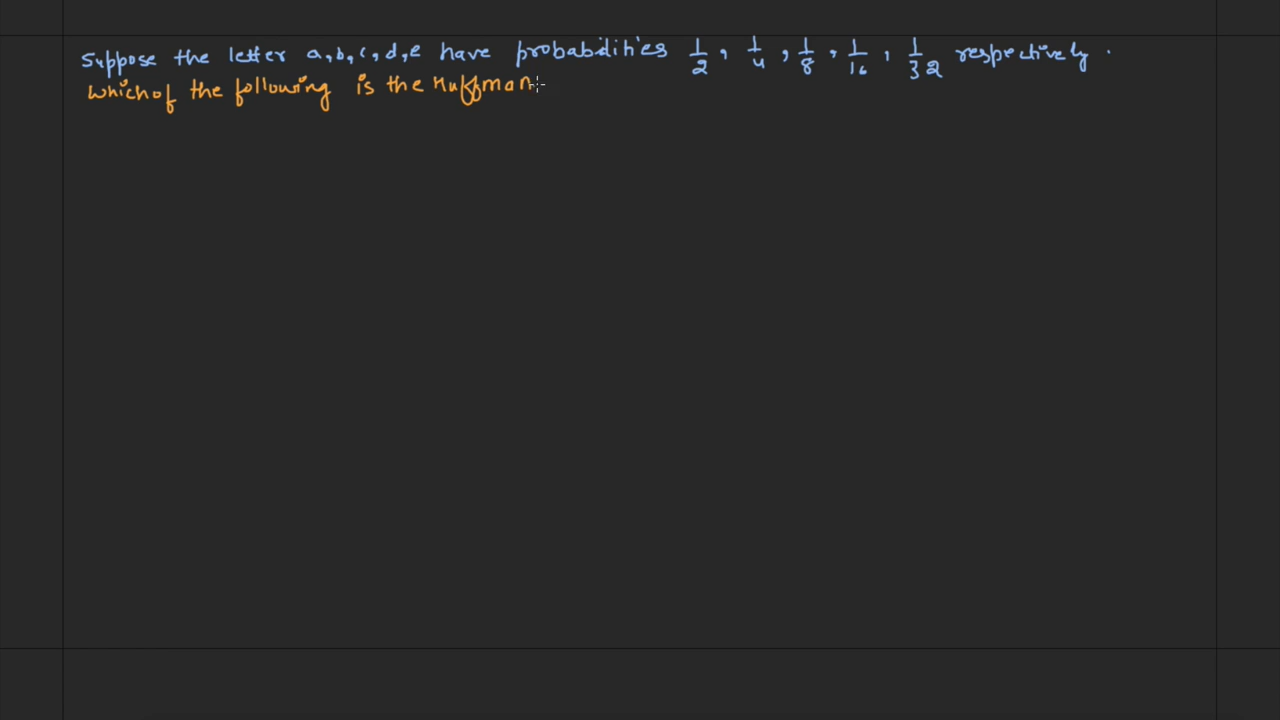 Suppose the letter a,b,c,d,e have probabilities 1/2, 1/4, 1/8, 1/16, 1/32 respectively.
which of the following is the Huffman